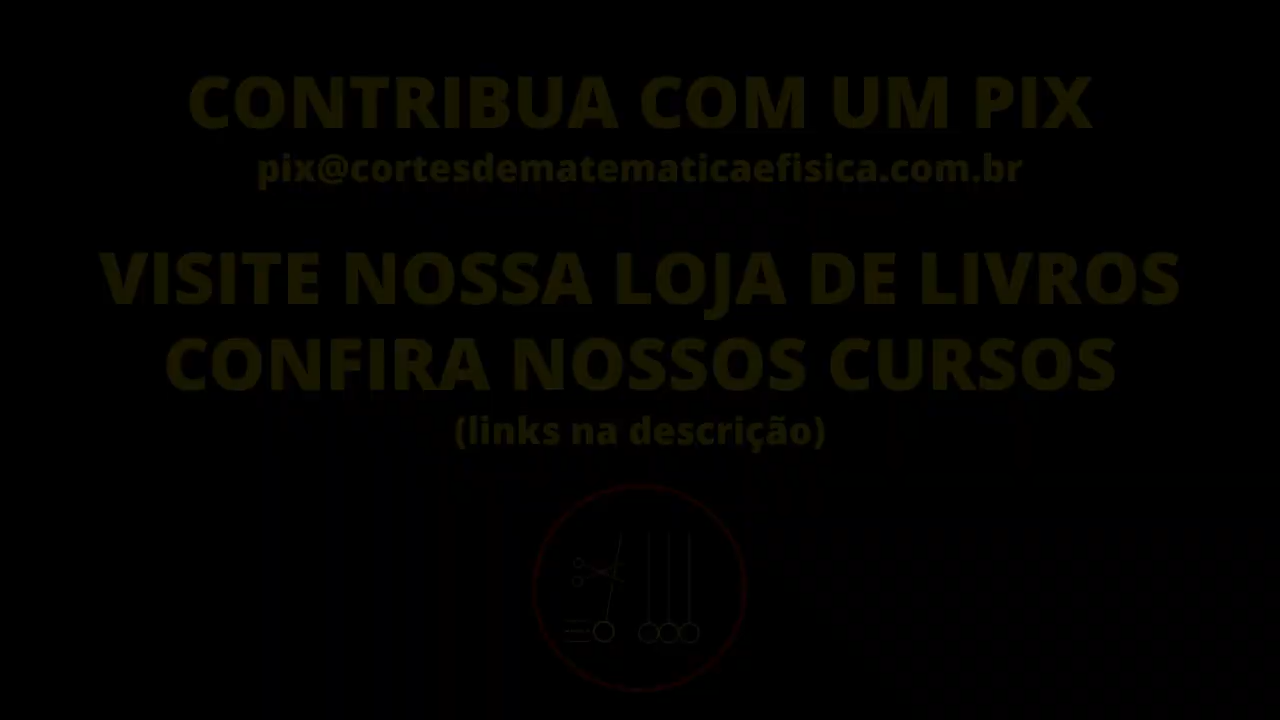 CONTRIBUA COM UM PIX
pix@cortesdematematicaefisica.com.br
VISITE NOSSA LOJA DE LIVROS
CONFIRA NOSSOS CURSOS
(links na descrição)